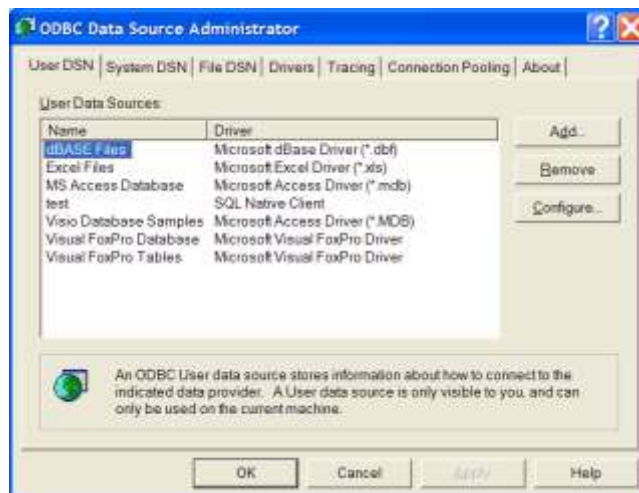 ODBC Data Source Administrator
User DSN System DSN File DSN Drivers Tracing Connection Pooling About
User Data Sources:
Name Driver
dBASE Files Microsoft dBase Driver (*.dbf)
Excel Files Microsoft Excel Driver (*.xls)
MS Access Database Microsoft Access Driver (*.mdb)
test SQL Native Client
Visio Database Samples Microsoft Access Driver (*.MDB)
Visual FoxPro Database Microsoft Visual FoxPro Driver
Visual FoxPro Tables Microsoft Visual FoxPro Driver
Add...
Remove
Configure...
An ODBC User data source stores information about how to connect to the
indicated data provider. A User data source is only visible to you, and can
only be used on the current machine.
OK Cancel Apply Help